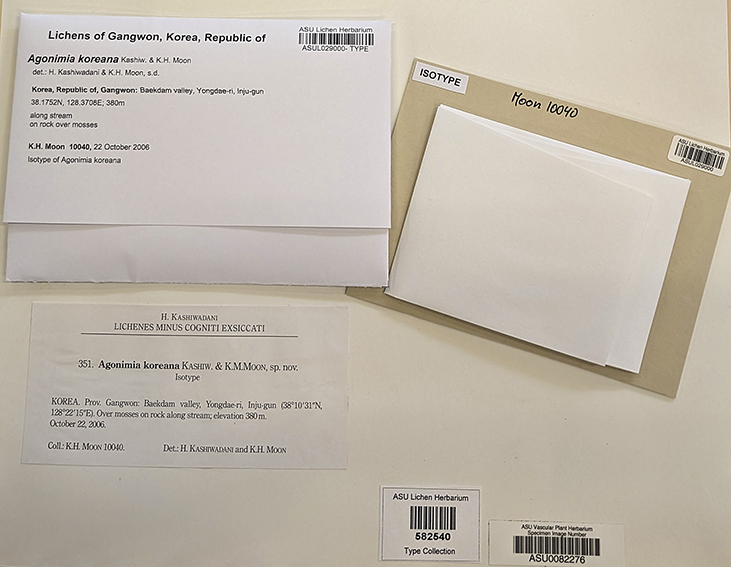 Lichens of Gangwon, Korea, Republic of
ASU Lichen Herbarium
ASUL029000- TYPE
Agonimia koreana Kashiw. & K.H. Moon
det.: H. Kashiwadani & K.H. Moon, s.d.
Korea, Republic of, Gangwon: Baekdam valley, Yongdae-ri, Inju-gun
38.1752N, 128.3708E; 380m
along stream
on rock over mosses
K.H. Moon 10040, 22 October 2006
Isotype of Agonimia koreana
ISOTYPE
Moon 10040
ASU Lichen Herbarium
ASUL029000
H. KASHIWADANI
LICHENES MINUS COGNITI EXSICCATI
351. Agonimia koreana KASHIW. & K.M.MOON, sp. nov.
Isotype
KOREA. Prov. Gangwon: Baekdam valley, Yongdae-ri, Inju-gun (38°10′31″N,
128°22′15″E). Over mosses on rock along stream; elevation 380 m.
October 22, 2006.
Coll.: K.H. MOON 10040. Det.: H. KASHIWADANI and K.H. MOON
ASU Lichen Herbarium
582540
Type Collection
ASU Vascular Plant Herbarium
Specimen Image Number
ASU0082276